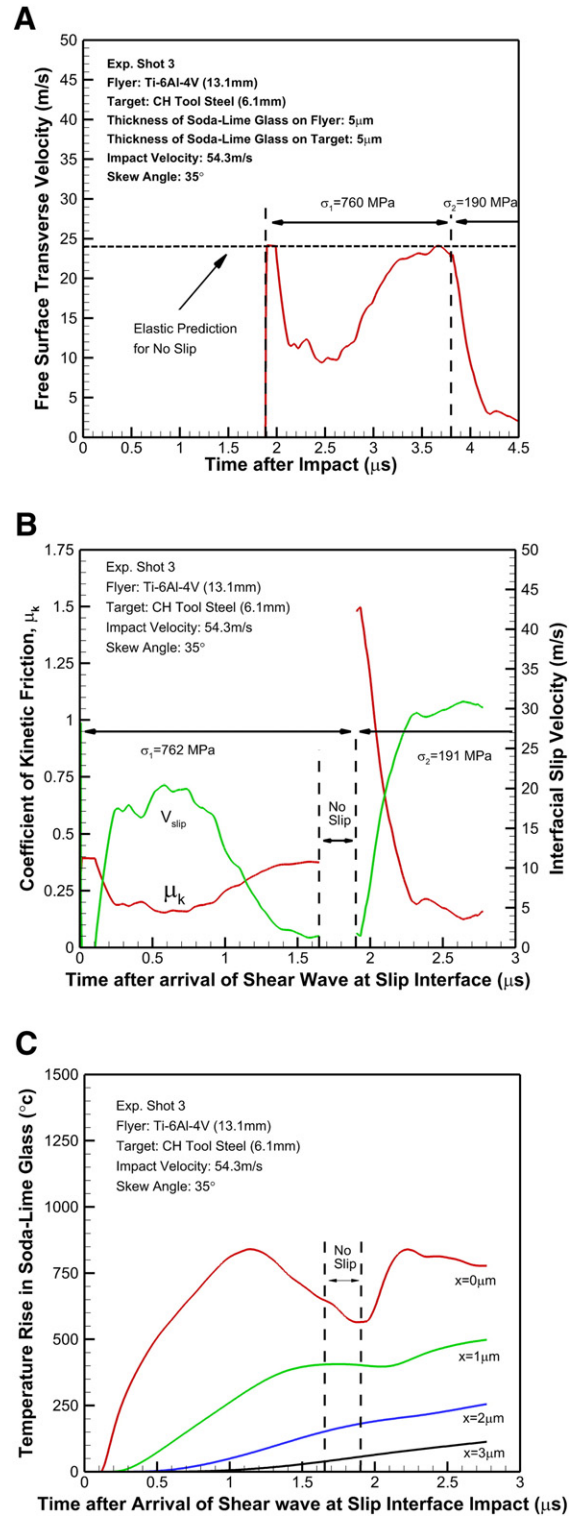 A
Exp. Shot 3
Flyer: Ti-6Al-4V (13.1mm)
Target: CH Tool Steel (6.1mm)
Thickness of Soda-Lime Glass on Flyer: 5μm
Thickness of Soda-Lime Glass on Target: 5μm
Impact Velocity: 54.3m/s
Skew Angle: 35°
σ1=760 MPa
σ2=190 MPa
Elastic Prediction
for No Slip
Free Surface Transverse Velocity (m/s)
50
45
40
35
30
25
20
15
10
5
0
0 0.5 1 1.5 2 2.5 3 3.5 4 4.5
Time after Impact (μs)
B
Exp. Shot 3
Flyer: Ti-6Al-4V (13.1mm)
Target: CH Tool Steel (6.1mm)
Impact Velocity: 54.3m/s
Skew Angle: 35°
σ1=762 MPa
σ2=191 MPa
No
Slip
Vslip
μk
Coefficient of Kinetic Friction, μk
1.75
1.5
1.25
1
0.75
0.5
0.25
0
Interfacial Slip Velocity (m/s)
50
40
30
20
10
0
0 0.5 1 1.5 2 2.5 3
Time after arrival of Shear Wave at Slip Interface (μs)
C
Exp. Shot 3
Flyer: Ti-6Al-4V (13.1mm)
Target: CH Tool Steel (6.1mm)
Impact Velocity: 54.3m/s
Skew Angle: 35°
No
Slip
x=0μm
x=1μm
x=2μm
x=3μm
Temperature Rise in Soda-Lime Glass (°c)
1500
1250
1000
750
500
250
0
0 0.5 1 1.5 2 2.5 3
Time after Arrival of Shear wave at Slip Interface Impact (μs)